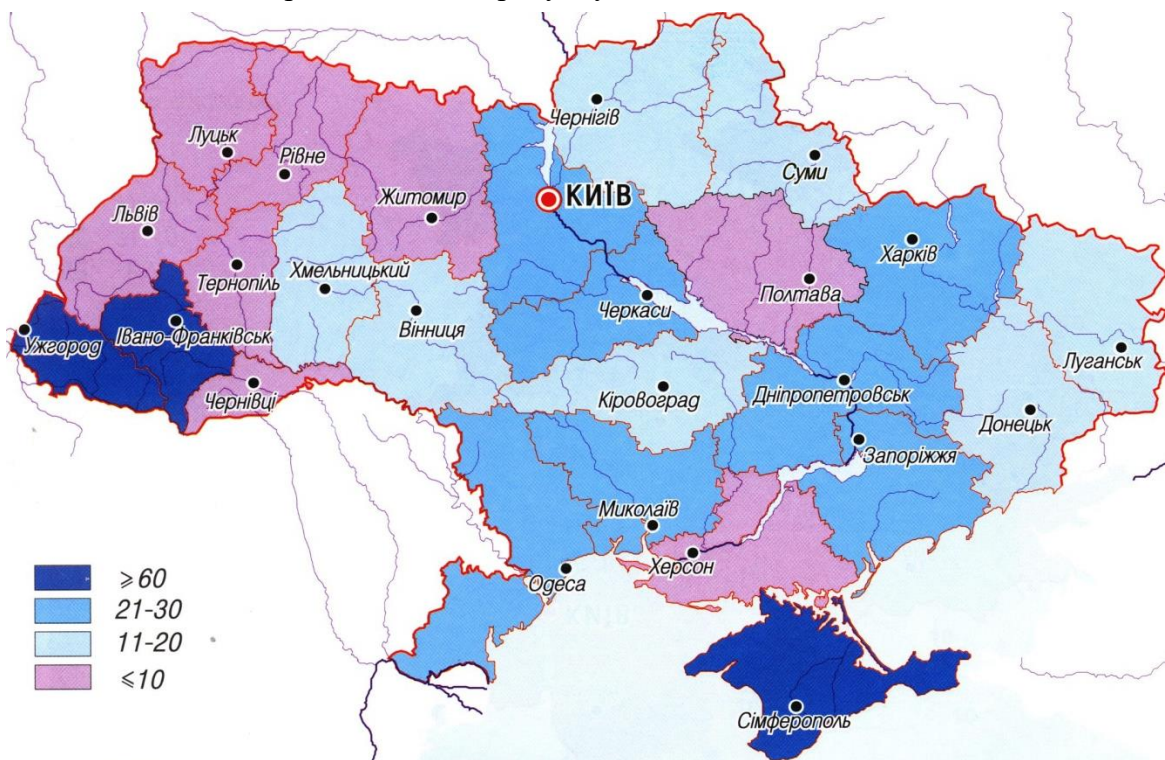 Чернігів
Луцьк
Рівне
Суми
Житомир
КИЇВ
Львів
Харків
Тернопіль
Хмельницький
Полтава
Черкаси
Вінниця
Ужгород
Івано-Франківськ
Луганськ
Чернівці
Кіровоград
Дніпропетровськ
Донецьк
Запоріжжя
Миколаїв
Херсон
Одеса
Сімферополь
⩾60
21-30
11-20
⩽10